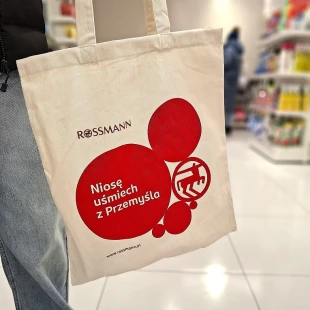 ROSSMANN
Niosę
uśmiech
z Przemyśla
www.rossmann.pl